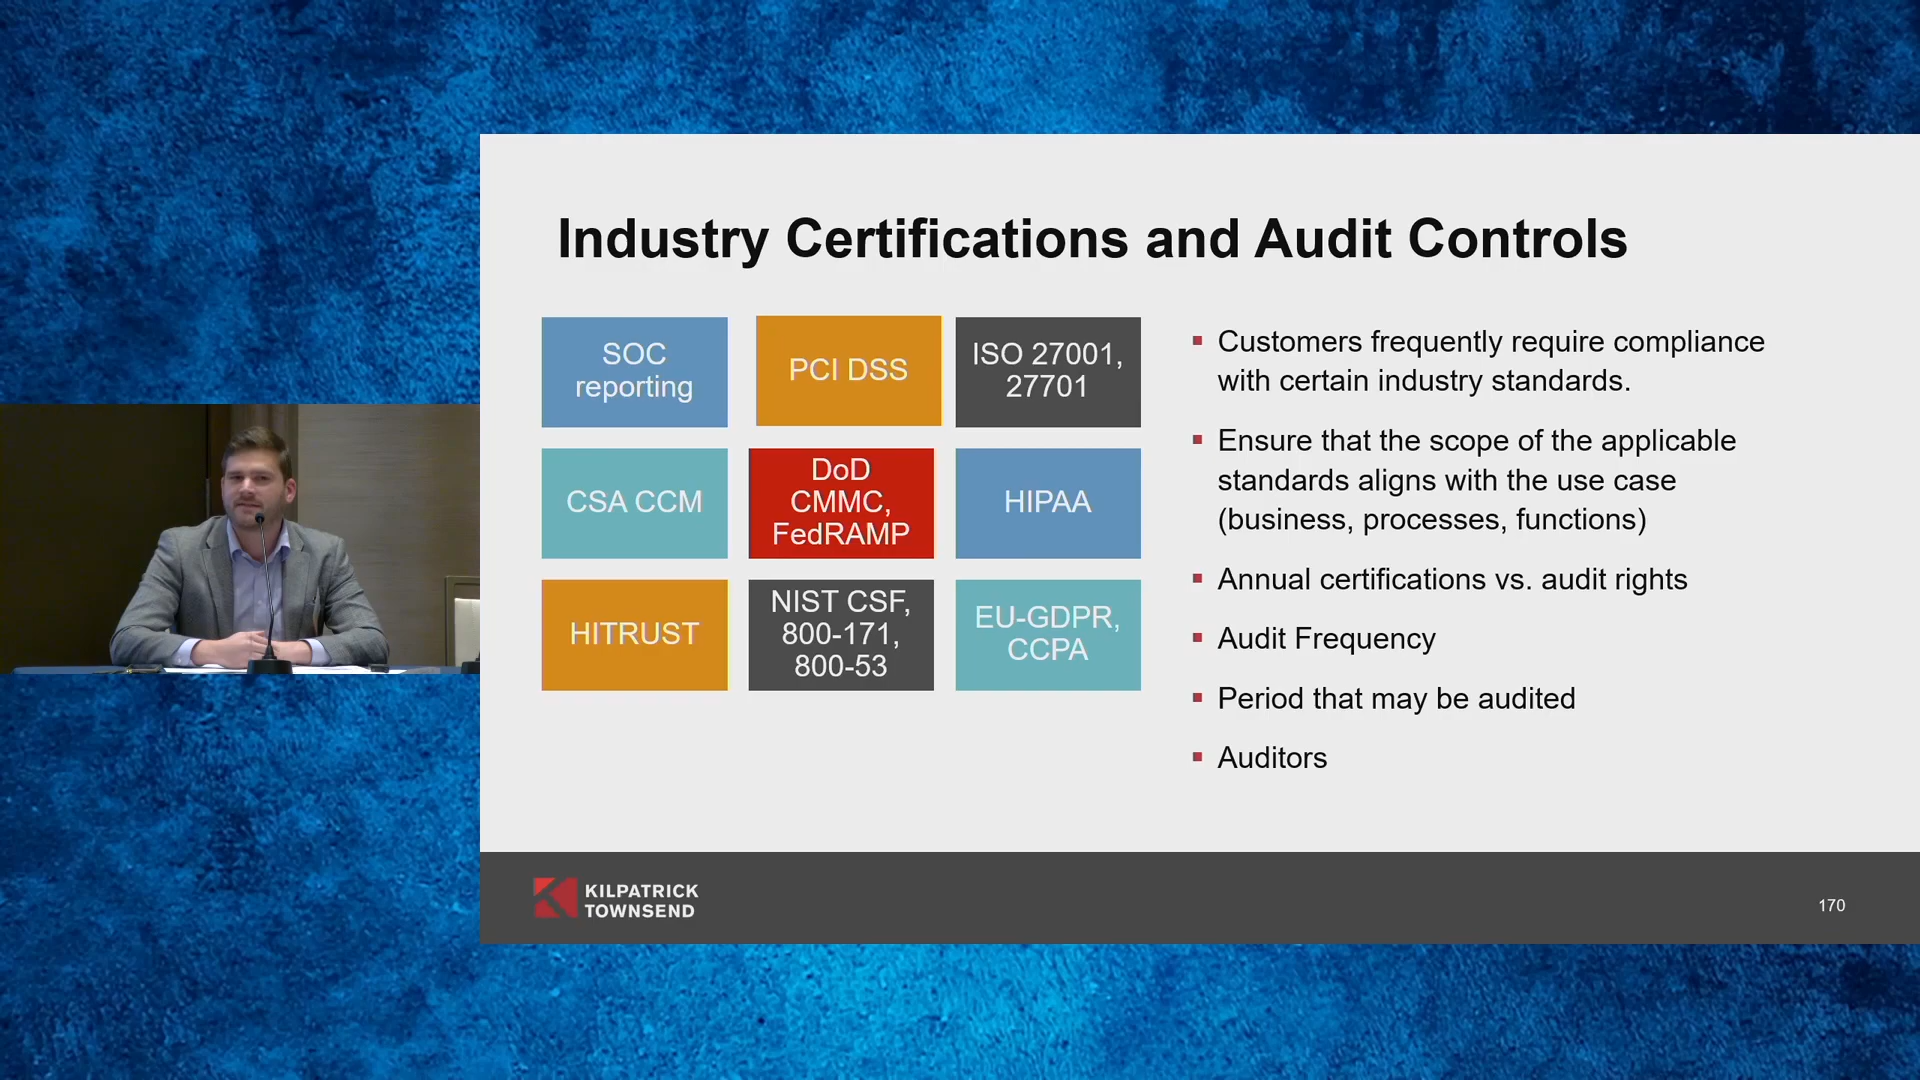 Industry Certifications and Audit Controls
SOC
reporting
PCI DSS
ISO 27001,
27701
CSA CCM
DoD
CMMC,
FedRAMP
HIPAA
HITRUST
NIST CSF,
800-171,
800-53
EU-GDPR,
CCPA
Customers frequently require compliance
with certain industry standards.
Ensure that the scope of the applicable
standards aligns with the use case
(business, processes, functions)
Annual certifications vs. audit rights
Audit Frequency
Period that may be audited
Auditors
KILPATRICK
TOWNSEND
170